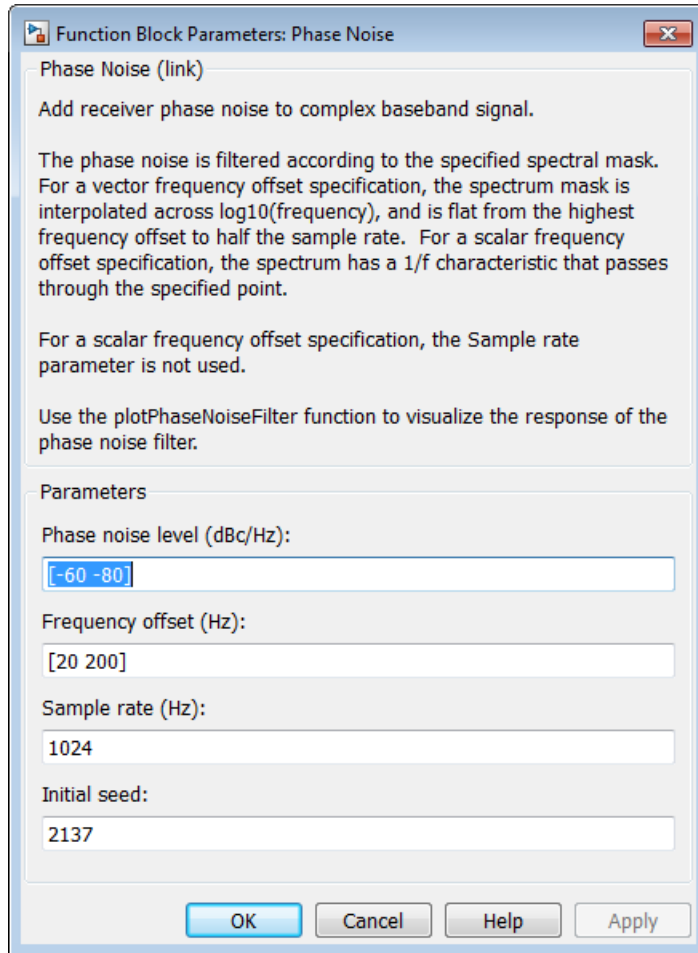 Function Block Parameters: Phase Noise
Phase Noise (link)
Add receiver phase noise to complex baseband signal.
The phase noise is filtered according to the specified spectral mask.
For a vector frequency offset specification, the spectrum mask is
interpolated across log10(frequency), and is flat from the highest
frequency offset to half the sample rate.  For a scalar frequency
offset specification, the spectrum has a 1/f characteristic that passes
through the specified point.
For a scalar frequency offset specification, the Sample rate
parameter is not used.
Use the plotPhaseNoiseFilter function to visualize the response of the
phase noise filter.
Parameters
Phase noise level (dBc/Hz):
[-60 -80]
Frequency offset (Hz):
[20 200]
Sample rate (Hz):
1024
Initial seed:
2137
OK Cancel Help Apply